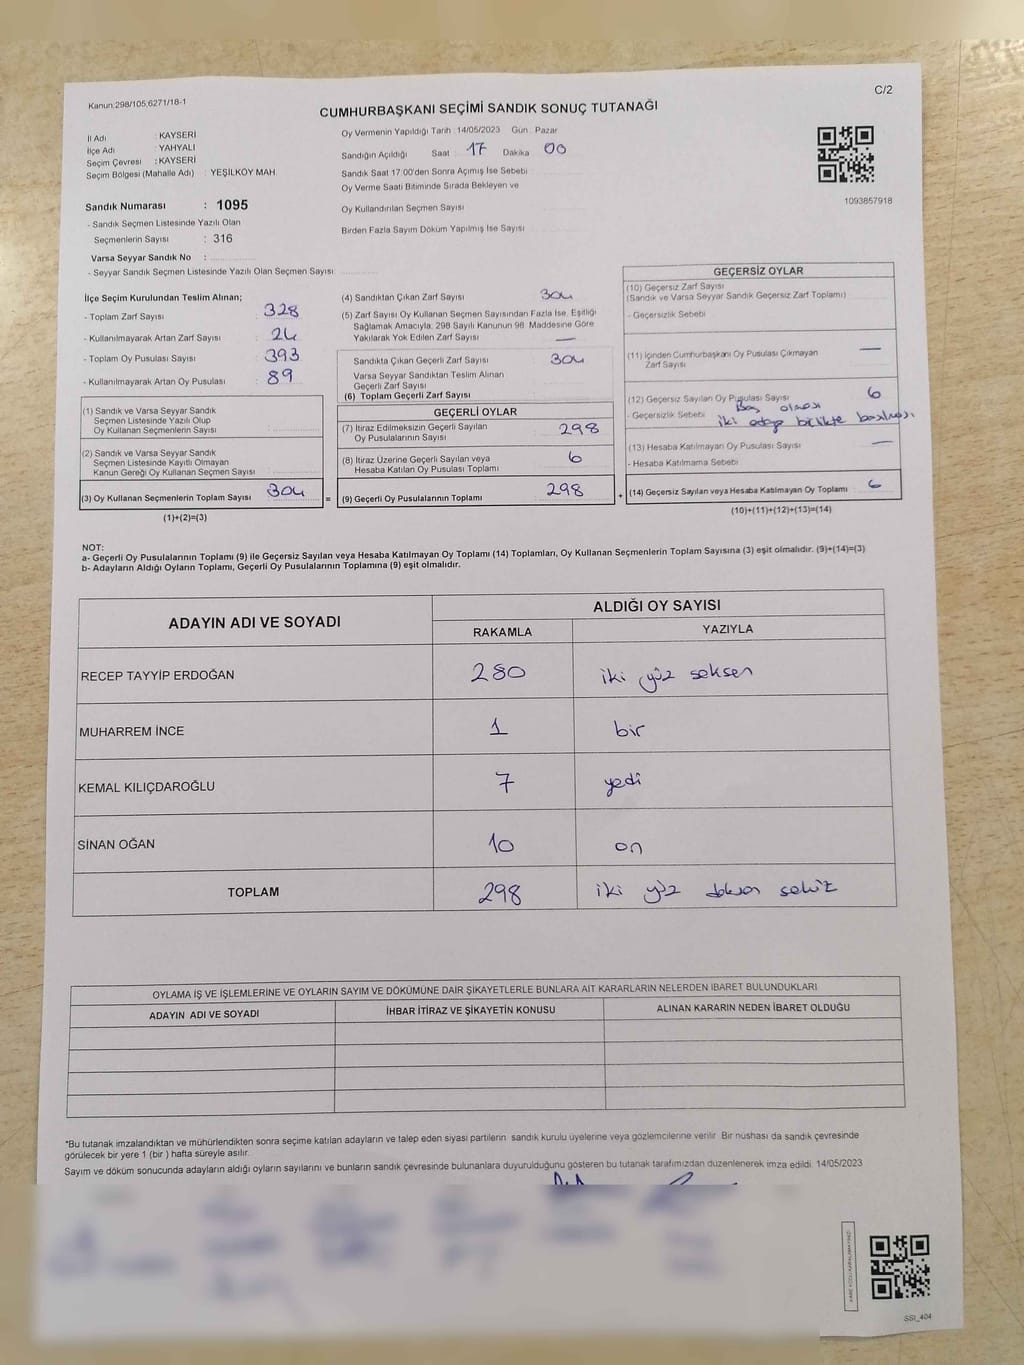 Kanun:298/105;6271/18-1
C/2
CUMHURBAŞKANI SEÇİMİ SANDIK SONUÇ TUTANAĞI
İl Adı : KAYSERİ
İlçe Adı : YAHYALI
Seçim Çevresi : KAYSERİ
Seçim Bölgesi (Mahalle Adı) : YEŞİLKÖY MAH.
Sandık Numarası : 1095
- Sandık Seçmen Listesinde Yazılı Olan
Seçmenlerin Sayısı : 316
Varsa Seyyar Sandık No :
- Seyyar Sandık Seçmen Listesinde Yazılı Olan Seçmen Sayısı
Oy Vermenin Yapıldığı Tarih : 14/05/2023 Gün : Pazar
Sandığın Açıldığı Saat : 17 Dakika 00
Sandık Saat 17:00'den Sonra Açımış İse Sebebi
Oy Verme Saati Bitiminde Sırada Bekleyen ve
Oy Kullandırılan Seçmen Sayısı
Birden Fazla Sayım Döküm Yapılmış İse Sayısı
1093857918
İlçe Seçim Kurulundan Teslim Alınan;
- Toplam Zarf Sayısı : 328
- Kullanılmayarak Artan Zarf Sayısı : 24
- Toplam Oy Pusulası Sayısı : 393
- Kullanılmayarak Artan Oy Pusulası : 89
(1) Sandık ve Varsa Seyyar Sandık
Seçmen Listesinde Yazılı Olup
Oy Kullanan Seçmenlerin Sayısı
(2) Sandık ve Varsa Seyyar Sandık
Seçmen Listesinde Kayıtlı Olmayan
Kanun Gereği Oy Kullanan Seçmen Sayısı
(3) Oy Kullanan Seçmenlerin Toplam Sayısı 304
=
(1)+(2)=(3)
(4) Sandıktan Çıkan Zarf Sayısı 304
(5) Zarf Sayısı Oy Kullanan Seçmen Sayısından Fazla İse, Eşitliği
Sağlamak Amacıyla; 298 Sayılı Kanunun 98. Maddesine Göre
Yakılarak Yok Edilen Zarf Sayısı —
Sandıkta Çıkan Geçerli Zarf Sayısı 304
Varsa Seyyar Sandıktan Teslim Alınan
Geçerli Zarf Sayısı
(6) Toplam Geçerli Zarf Sayısı
GEÇERLİ OYLAR
(7) İtiraz Edilmeksizin Geçerli Sayılan
Oy Pusulalarının Sayısı 298
(8) İtiraz Üzerine Geçerli Sayılan veya
Hesaba Katılan Oy Pusulası Toplamı 6
(9) Geçerli Oy Pusulalarının Toplamı 298
+
GEÇERSİZ OYLAR
(10) Geçersiz Zarf Sayısı
(Sandık ve Varsa Seyyar Sandık Geçersiz Zarf Toplamı)
- Geçersizlik Sebebi
(11) İçinden Cumhurbaşkanı Oy Pusulası Çıkmayan
Zarf Sayısı —
(12) Geçersiz Sayılan Oy Pusulası Sayısı 6
- Geçersizlik Sebebi Boş olması
iki adaya birlikte basılması
(13) Hesaba Katılmayan Oy Pusulası Sayısı —
- Hesaba Katılmama Sebebi
(14) Geçersiz Sayılan veya Hesaba Katılmayan Oy Toplamı 6
(10)+(11)+(12)+(13)=(14)
NOT:
a- Geçerli Oy Pusulalarının Toplamı (9) ile Geçersiz Sayılan veya Hesaba Katılmayan Oy Toplamı (14) Toplamları, Oy Kullanan Seçmenlerin Toplam Sayısına (3) eşit olmalıdır. (9)+(14)=(3)
b- Adayların Aldığı Oyların Toplamı, Geçerli Oy Pusulalarının Toplamına (9) eşit olmalıdır.
ADAYIN ADI VE SOYADI
ALDIĞI OY SAYISI
RAKAMLA YAZIYLA
RECEP TAYYİP ERDOĞAN 280 iki yüz seksen
MUHARREM İNCE 1 bir
KEMAL KILIÇDAROĞLU 7 yedi
SİNAN OĞAN 10 on
TOPLAM 298 iki yüz doksan sekiz
OYLAMA İŞ VE İŞLEMLERİNE VE OYLARIN SAYIM VE DÖKÜMÜNE DAİR ŞİKAYETLERLE BUNLARA AİT KARARLARIN NELERDEN İBARET BULUNDUKLARI
ADAYIN ADI VE SOYADI İHBAR İTİRAZ VE ŞİKAYETİN KONUSU ALINAN KARARIN NEDEN İBARET OLDUĞU
*Bu tutanak imzalandıktan ve mühürlendikten sonra seçime katılan adayların ve talep eden siyasi partilerin sandık kurulu üyelerine veya gözlemcilerine verilir. Bir nüshası da sandık çevresinde
görülecek bir yere 1 (bir ) hafta süreyle asılır.
Sayım ve döküm sonucunda adayların aldığı oyların sayılarını ve bunların sandık çevresinde bulunanlara duyurulduğunu gösteren bu tutanak tarafımızdan düzenlenerek imza edildi. 14/05/2023
SSI_404